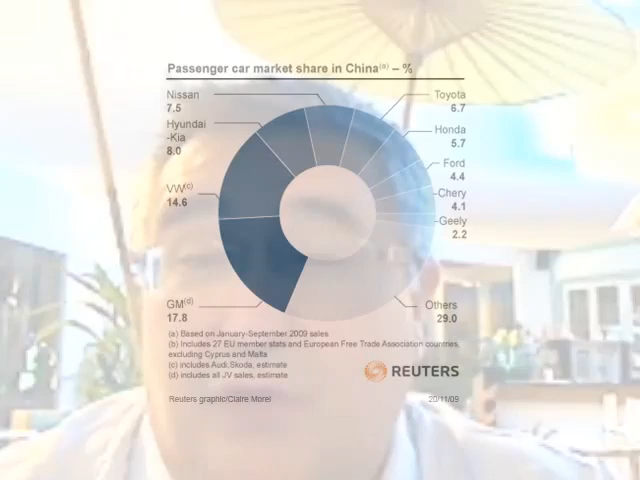 Passenger car market share in China(a) – %
Nissan
7.5
Hyundai
-Kia
8.0
VW(c)
14.6
GM(d)
17.8
Toyota
6.7
Honda
5.7
Ford
4.4
Chery
4.1
Geely
2.2
Others
29.0
(a) Based on January-September 2009 sales
(b) Includes 27 EU member stats and European Free Trade Association countries,
excluding Cyprus and Malta
(c) includes Audi,Skoda, estimate
(d) includes all JV sales, estimate
REUTERS
Reuters graphic/Claire Morel
20/11/09